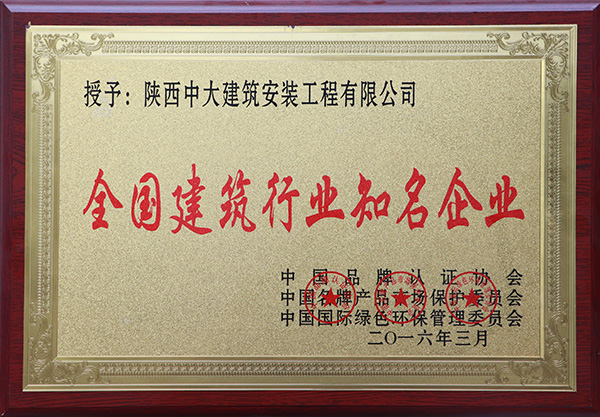 授予：陕西中大建筑安装工程有限公司
全国建筑行业知名企业
中国品牌认证协会
中国名牌产品市场保护委员会
中国国际绿色环保管理委员会
二〇一六年三月